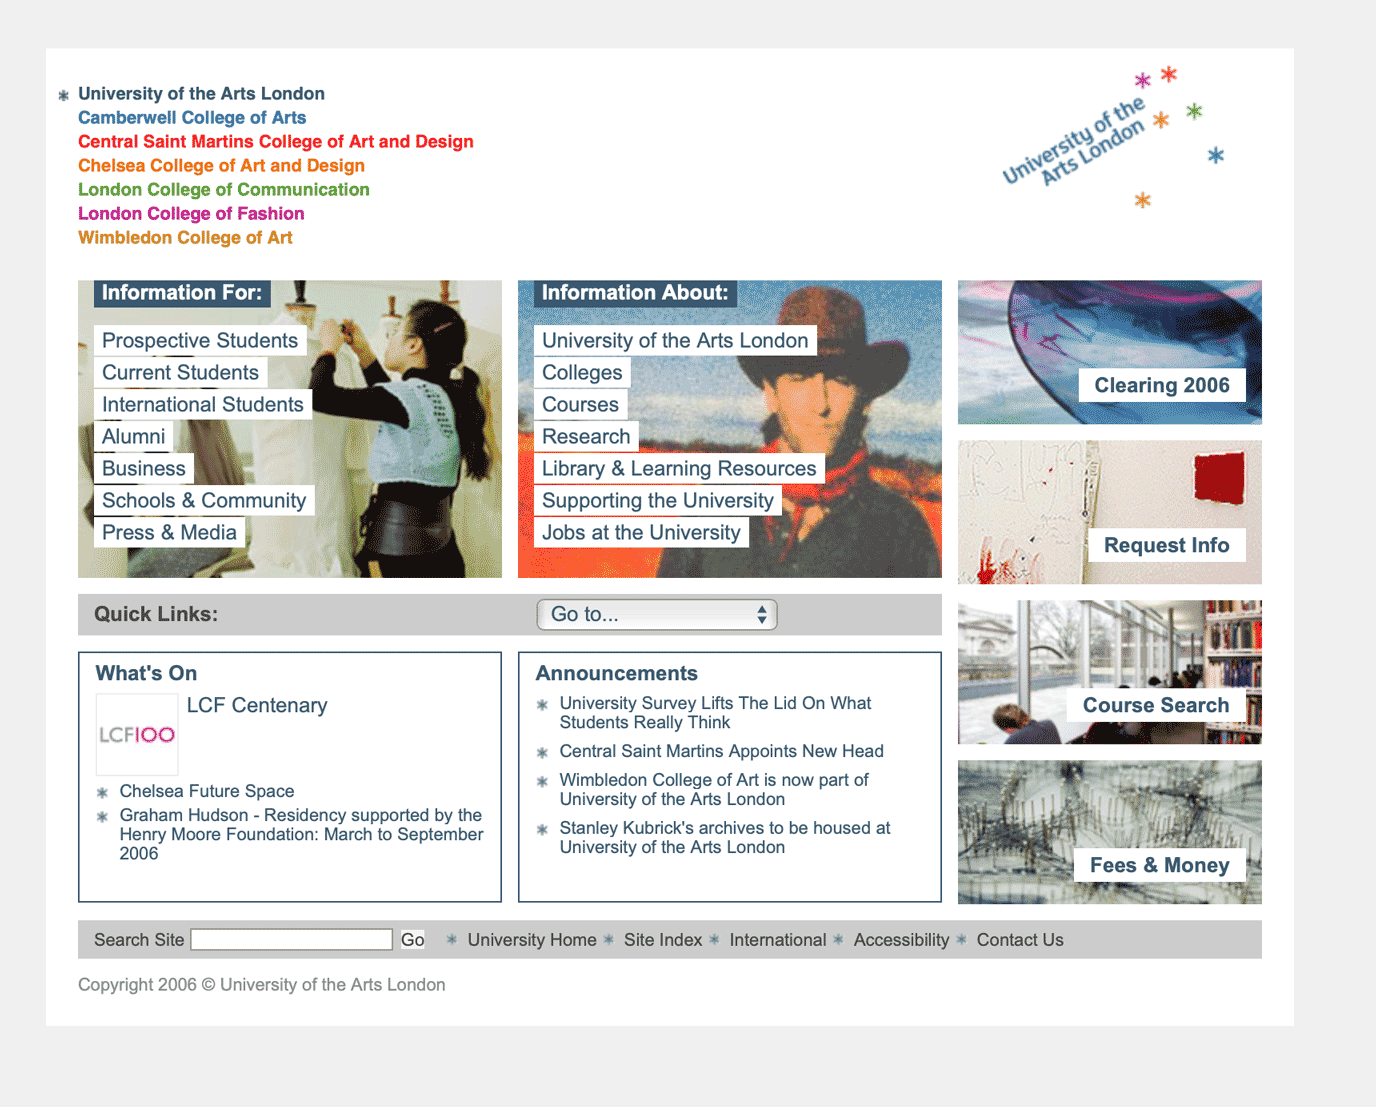 University of the Arts London
Camberwell College of Arts
Central Saint Martins College of Art and Design
Chelsea College of Art and Design
London College of Communication
London College of Fashion
Wimbledon College of Art
University of the
Arts London
Information For:
Prospective Students
Current Students
International Students
Alumni
Business
Schools & Community
Press & Media
Information About:
University of the Arts London
Colleges
Courses
Research
Library & Learning Resources
Supporting the University
Jobs at the University
Clearing 2006
Request Info
Course Search
Fees & Money
Quick Links:
Go to...
What's On
LCF100
LCF Centenary
Chelsea Future Space
Graham Hudson - Residency supported by the
Henry Moore Foundation: March to September
2006
Announcements
University Survey Lifts The Lid On What
Students Really Think
Central Saint Martins Appoints New Head
Wimbledon College of Art is now part of
University of the Arts London
Stanley Kubrick's archives to be housed at
University of the Arts London
Search Site
Go
University Home
Site Index
International
Accessibility
Contact Us
Copyright 2006 © University of the Arts London